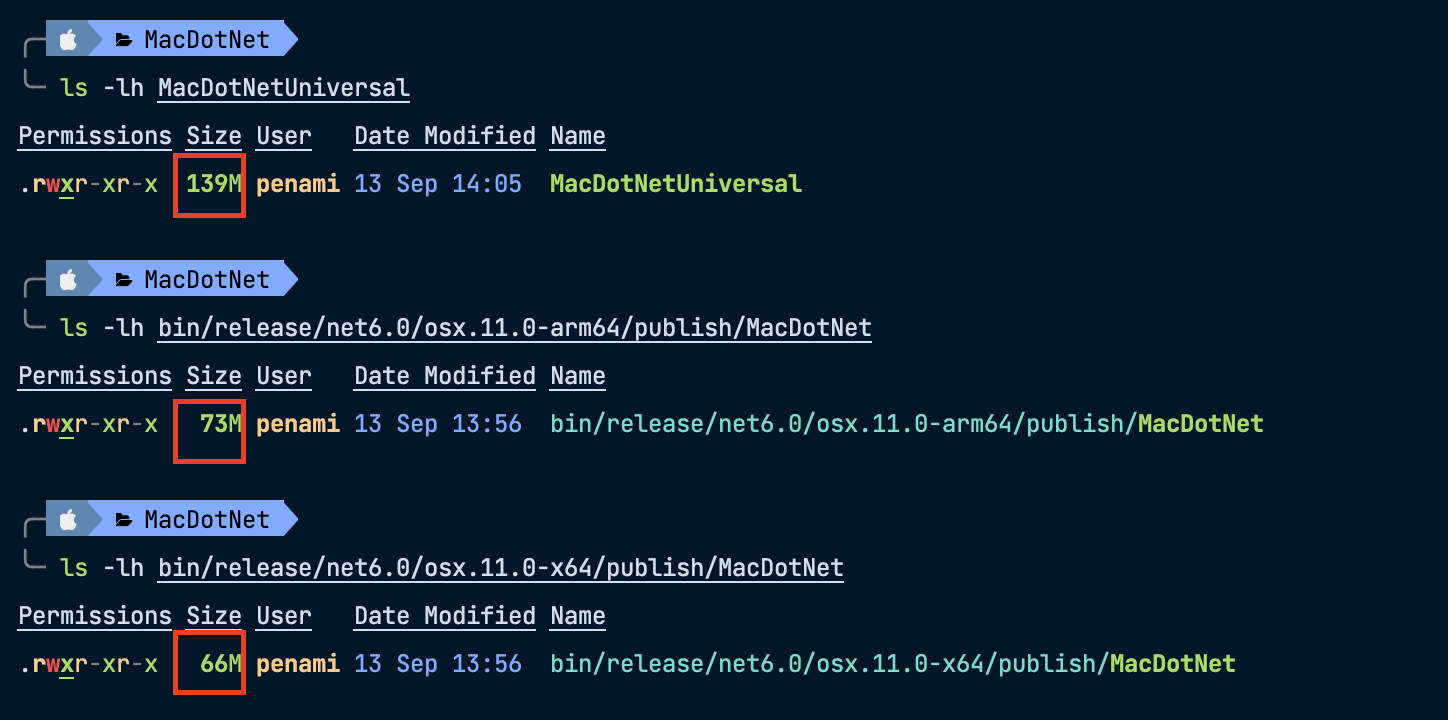 MacDotNet
ls -lh MacDotNetUniversal
Permissions Size User Date Modified Name
.rwxr-xr-x 139M penami 13 Sep 14:05 MacDotNetUniversal
MacDotNet
ls -lh bin/release/net6.0/osx.11.0-arm64/publish/MacDotNet
Permissions Size User Date Modified Name
.rwxr-xr-x 73M penami 13 Sep 13:56 bin/release/net6.0/osx.11.0-arm64/publish/MacDotNet
MacDotNet
ls -lh bin/release/net6.0/osx.11.0-x64/publish/MacDotNet
Permissions Size User Date Modified Name
.rwxr-xr-x 66M penami 13 Sep 13:56 bin/release/net6.0/osx.11.0-x64/publish/MacDotNet